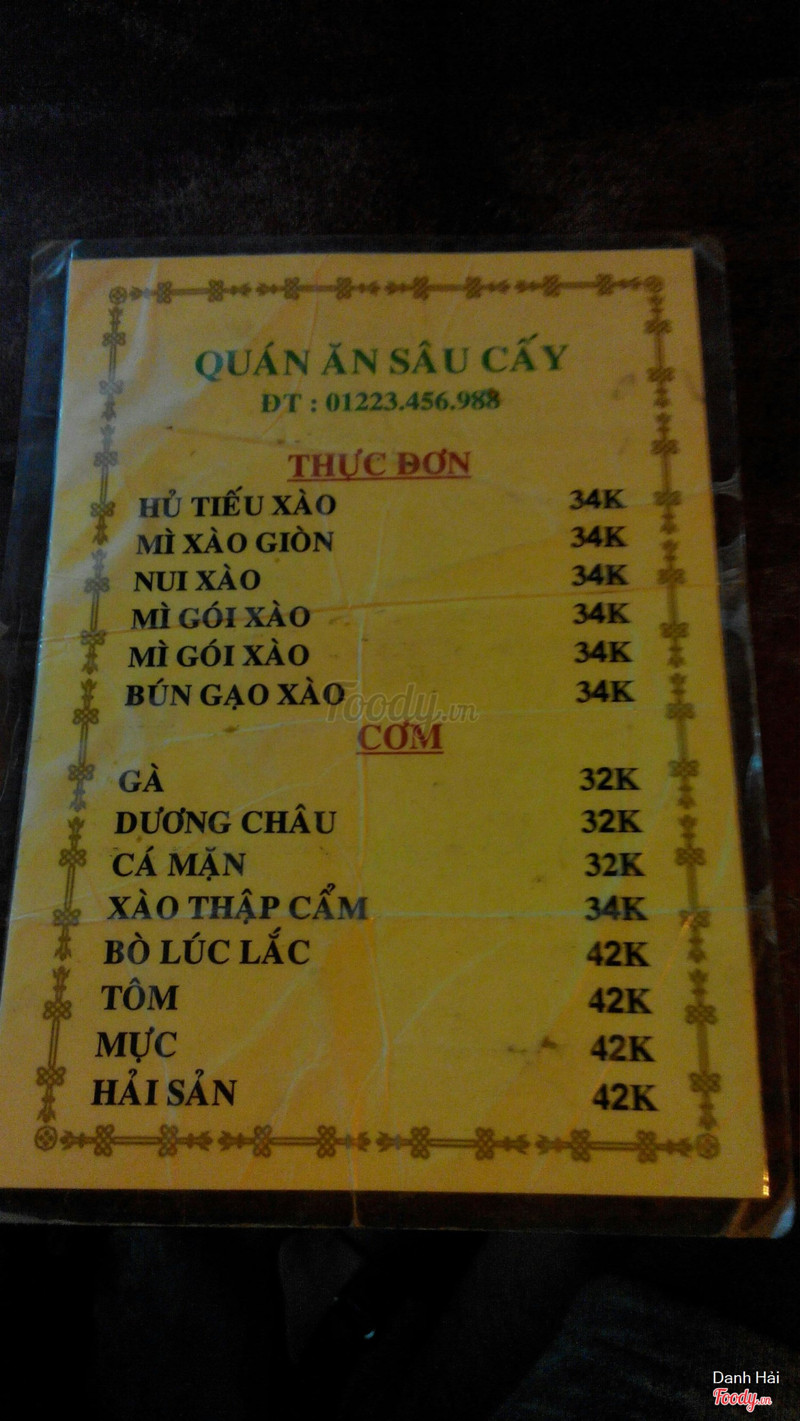 QUÁN ĂN SÂU CẤY
ĐT : 01223.456.988
THỰC ĐƠN
HỦ TIẾU XÀO 34K
MÌ XÀO GIÒN 34K
NUI XÀO 34K
MÌ GÓI XÀO 34K
MÌ GÓI XÀO 34K
BÚN GẠO XÀO 34K
Foody.vn
CƠM
GÀ 32K
DƯƠNG CHÂU 32K
CÁ MẶN 32K
XÀO THẬP CẨM 34K
BÒ LÚC LẮC 42K
TÔM 42K
MỰC 42K
HẢI SẢN 42K
Danh Hài
Foody.vn